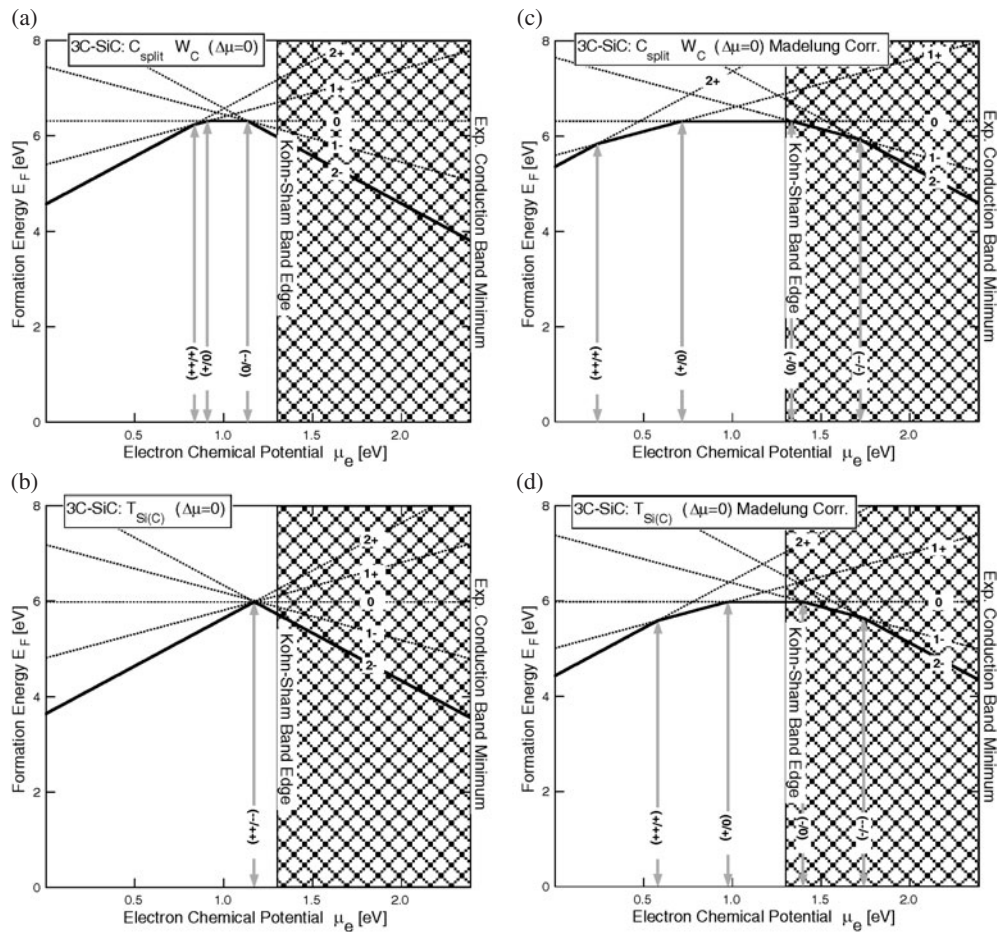 (a)
3C-SiC: C_split W_C (Δμ=0)
8
6
4
2
0
Formation Energy E_F [eV]
2+
1+
0
1-
2-
Kohn-Sham Band Edge
Exp. Conduction Band Minimum
(+/++)
(0/+)
(0/--)
0.5
1.0
1.5
2.0
Electron Chemical Potential μ_e [eV]
(c)
3C-SiC: C_split W_C (Δμ=0) Madelung Corr.
8
6
4
2
0
Formation Energy E_F [eV]
2+
1+
0
1-
2-
Kohn-Sham Band Edge
Exp. Conduction Band Minimum
(+/++)
(0/+)
(-/0)
(--/-)
0.5
1.0
1.5
2.0
Electron Chemical Potential μ_e [eV]
(b)
3C-SiC: T_Si(C) (Δμ=0)
8
6
4
2
0
Formation Energy E_F [eV]
2+
1+
0
1-
2-
Kohn-Sham Band Edge
Exp. Conduction Band Minimum
(--/++)
0.5
1.0
1.5
2.0
Electron Chemical Potential μ_e [eV]
(d)
3C-SiC: T_Si(C) (Δμ=0) Madelung Corr.
8
6
4
2
0
Formation Energy E_F [eV]
2+
1+
0
1-
2-
Kohn-Sham Band Edge
Exp. Conduction Band Minimum
(+/++)
(0/+)
(-/0)
(--/-)
0.5
1.0
1.5
2.0
Electron Chemical Potential μ_e [eV]